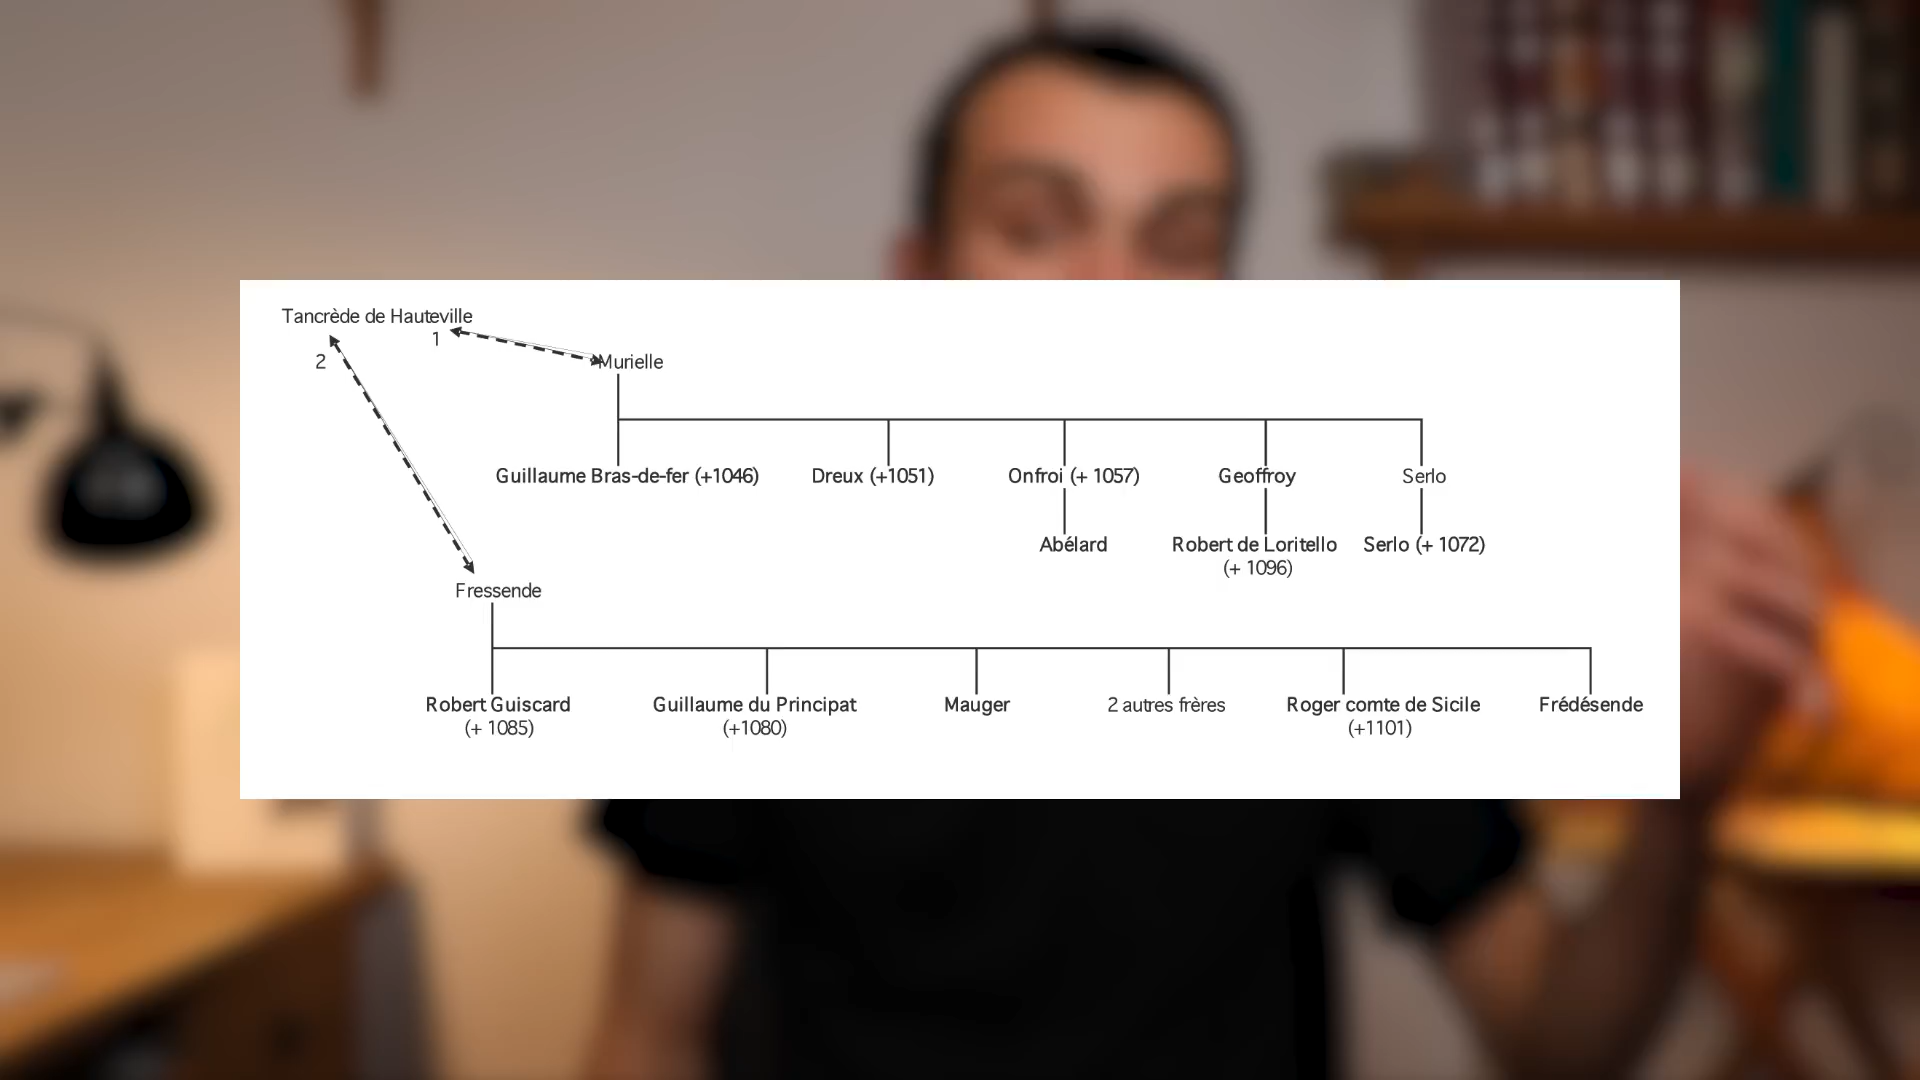 Tancrède de Hauteville
1
2
Murielle
Guillaume Bras-de-fer (+1046) Dreux (+1051) Onfroi (+ 1057) Geoffroy Serlo
Abélard Robert de Loritello Serlo (+ 1072)
(+ 1096)
Fressende
Robert Guiscard Guillaume du Principat Mauger 2 autres frères Roger comte de Sicile Frédésende
(+ 1085) (+1080) (+1101)